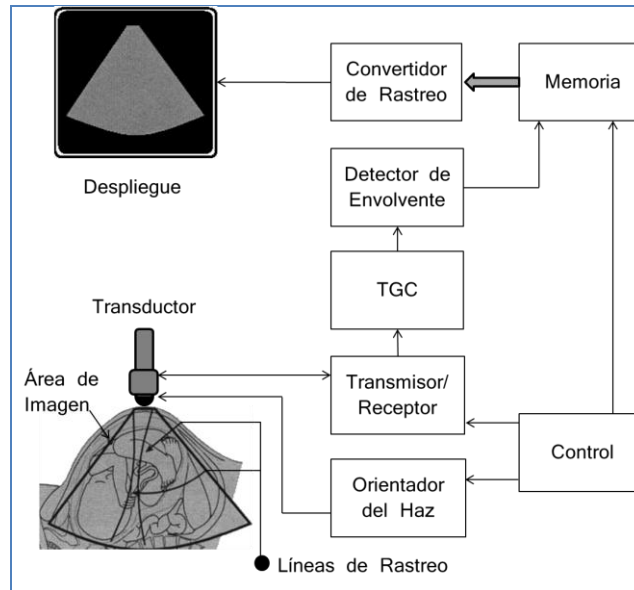 Convertidor
de Rastreo
Memoria
Despliegue
Detector de
Envolvente
TGC
Transductor
Área de
Imagen
Transmisor/
Receptor
Control
Orientador
del Haz
Líneas de Rastreo